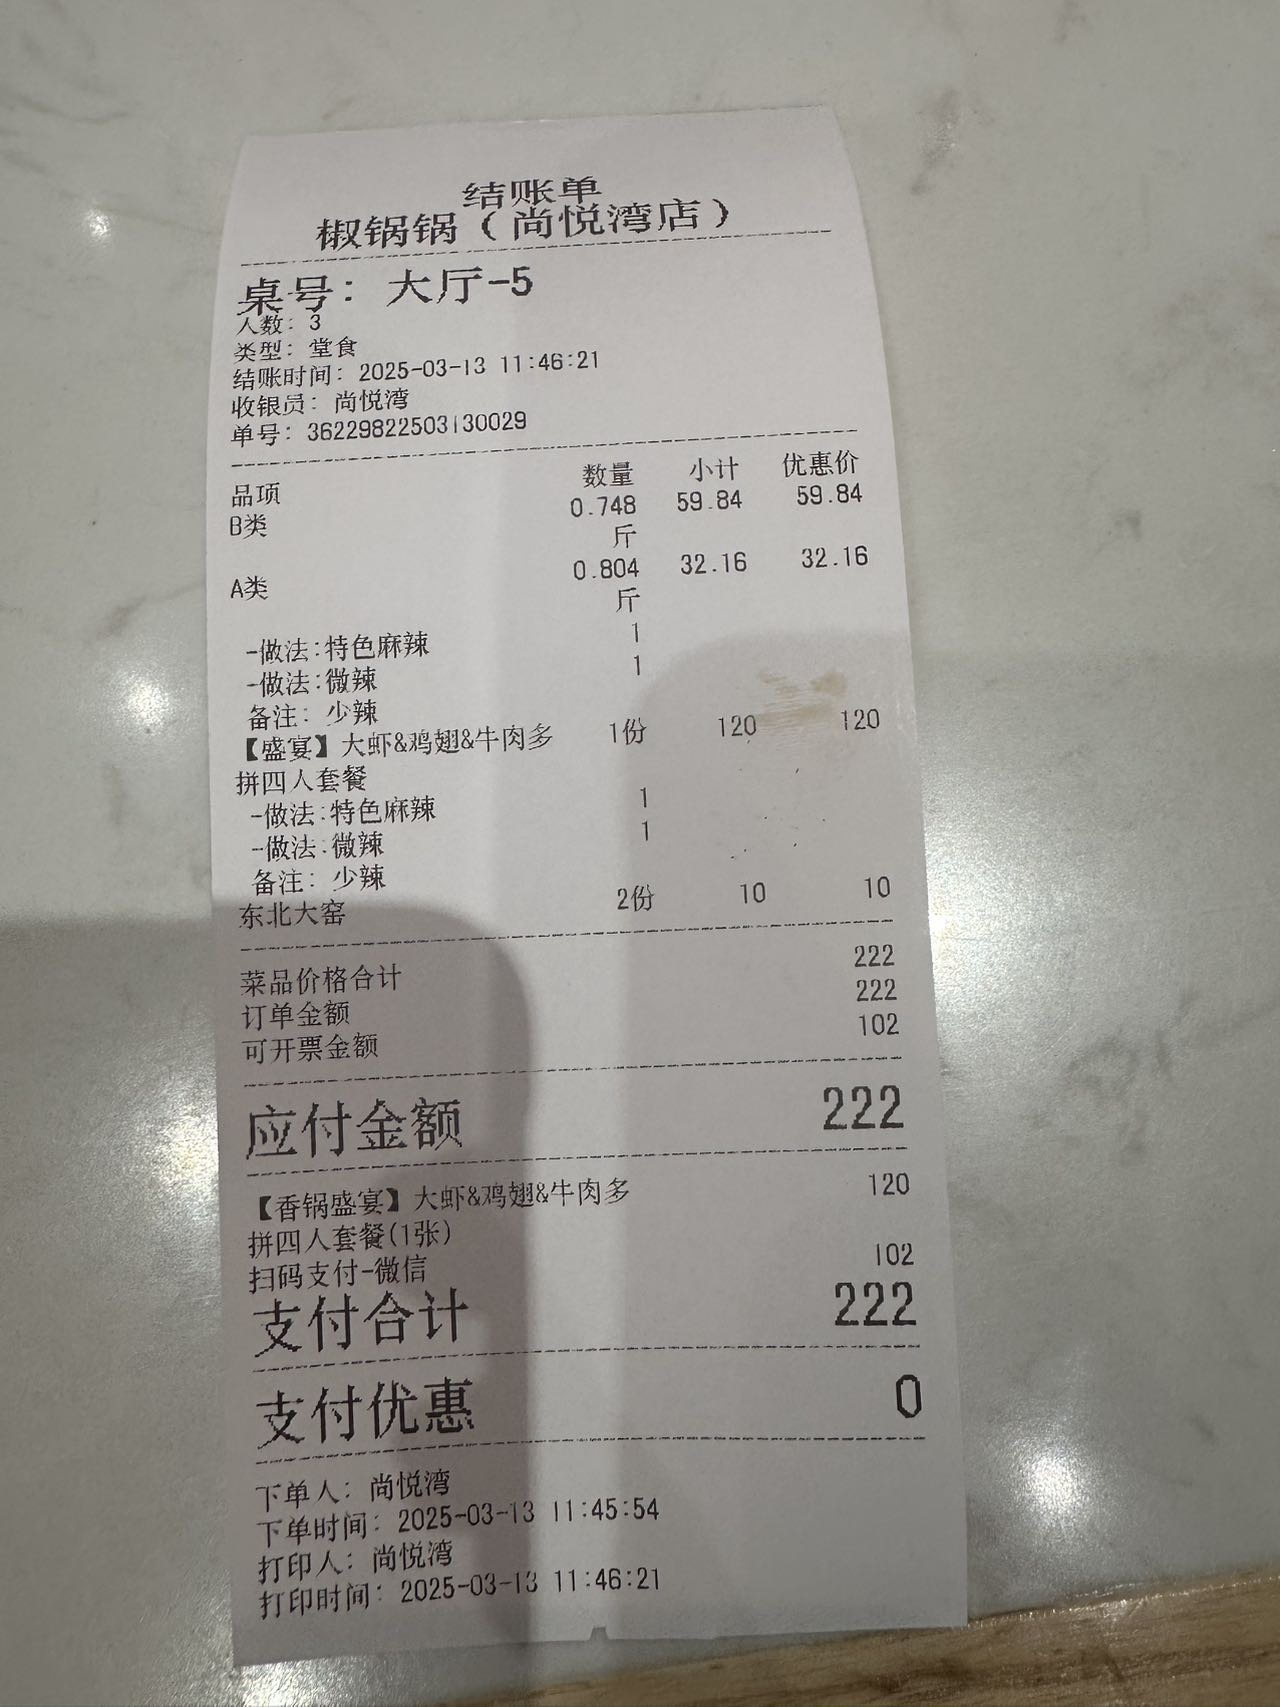 结账单
椒锅锅（尚悦湾店）
桌号：大厅-5
人数：3
类型：堂食
结账时间：2025-03-13 11:46:21
收银员：尚悦湾
单号：36229822503130029
品项 数量 小计 优惠价
B类 0.748 59.84 59.84
斤
A类 0.804 32.16 32.16
斤
-做法:特色麻辣 1
-做法:微辣 1
备注：少辣
【盛宴】大虾&鸡翅&牛肉多 1份 120 120
拼四人套餐
-做法:特色麻辣 1
-做法:微辣 1
备注：少辣
东北大窑 2份 10 10
菜品价格合计 222
订单金额 222
可开票金额 102
应付金额 222
【香锅盛宴】大虾&鸡翅&牛肉多 120
拼四人套餐(1张)
扫码支付-微信 102
支付合计 222
支付优惠 0
下单人：尚悦湾
下单时间：2025-03-13 11:45:54
打印人：尚悦湾
打印时间：2025-03-13 11:46:21